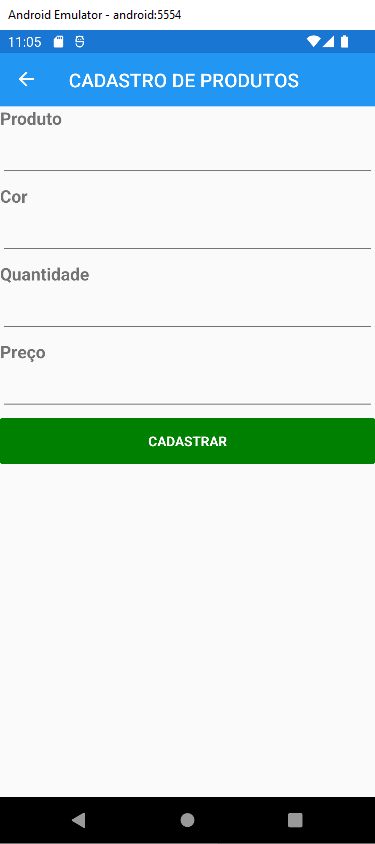 Android Emulator - android:5554
11:05
CADASTRO DE PRODUTOS
Produto
Cor
Quantidade
Preço
CADASTRAR